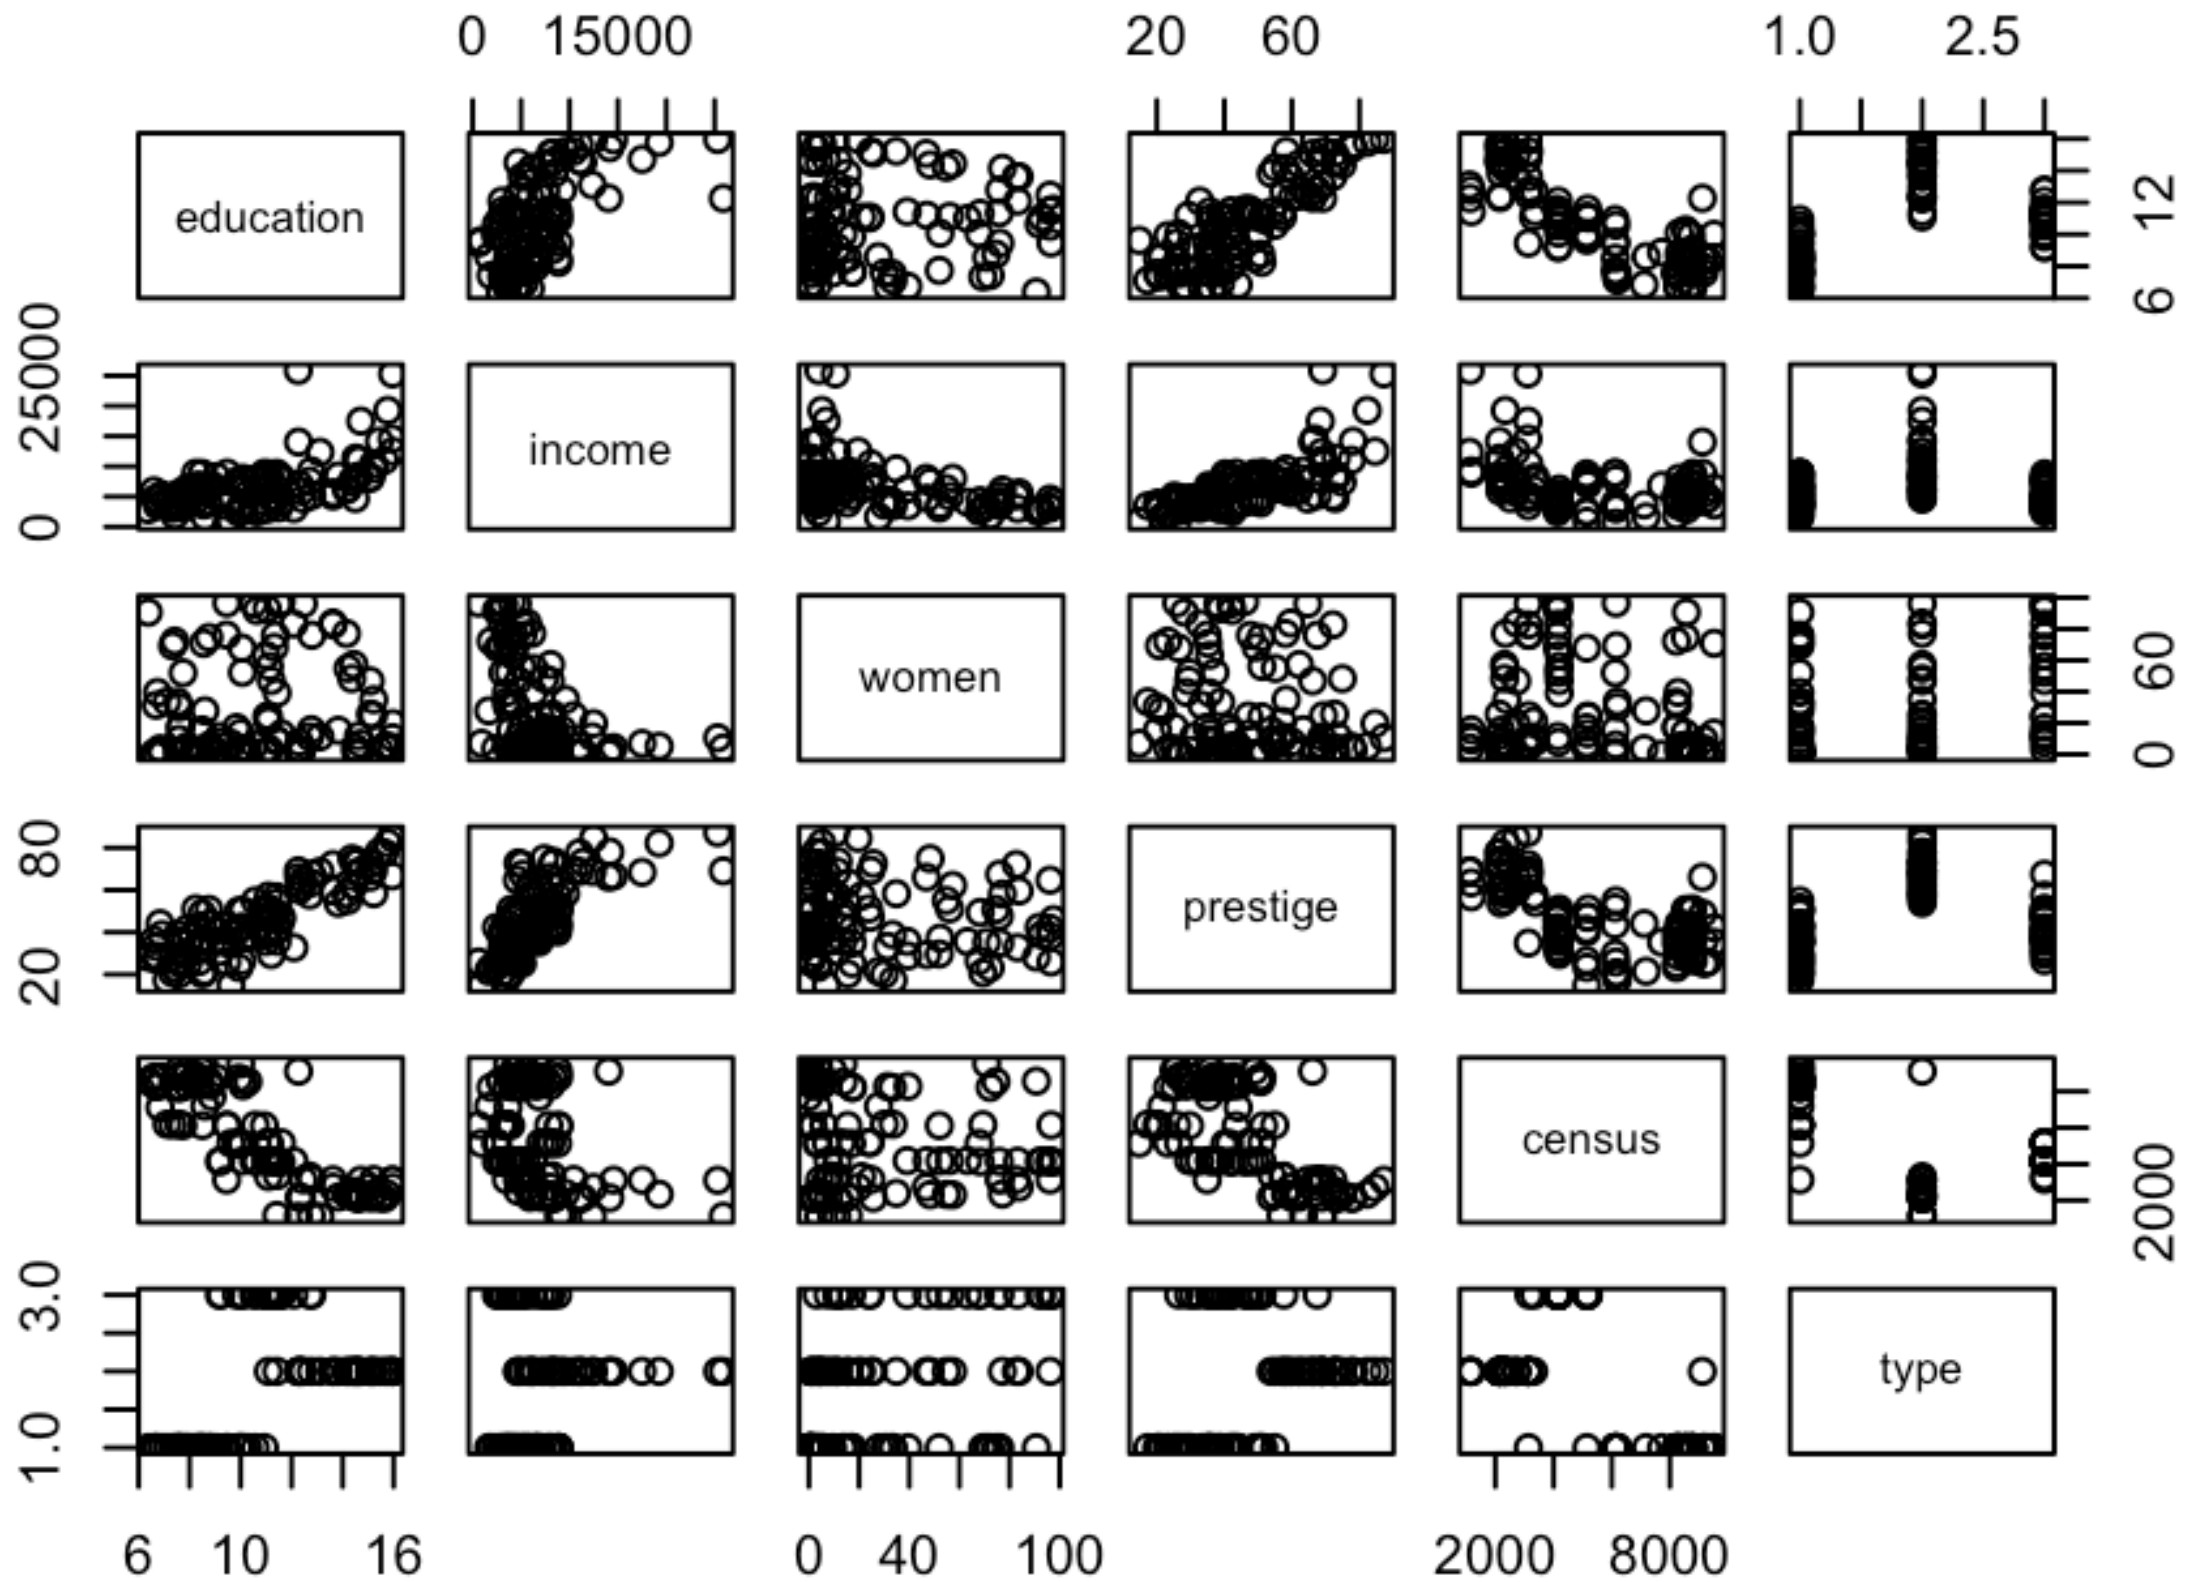 0 15000 20 60 1.0 2.5
education 6 12
0 25000 income
women 0 60
20 80 prestige
census 2000
1.0 3.0 type
6 10 16 0 40 100 2000 8000